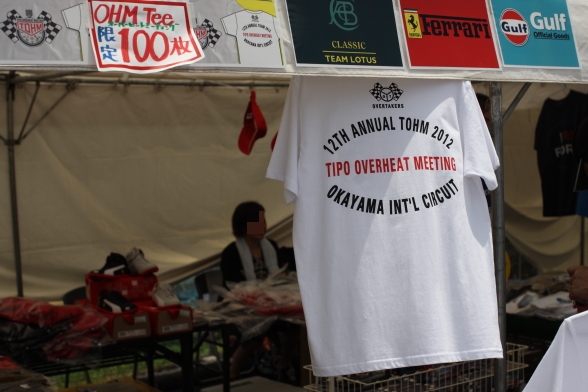 TOHM
OHM Tee
限定100枚
CLASSIC
TEAM LOTUS
Ferrari
Gulf
Gulf
Official Goods
OVERTAKERS
12TH ANNUAL TOHM 2012
TIPO OVERHEAT MEETING
OKAYAMA INT'L CIRCUIT